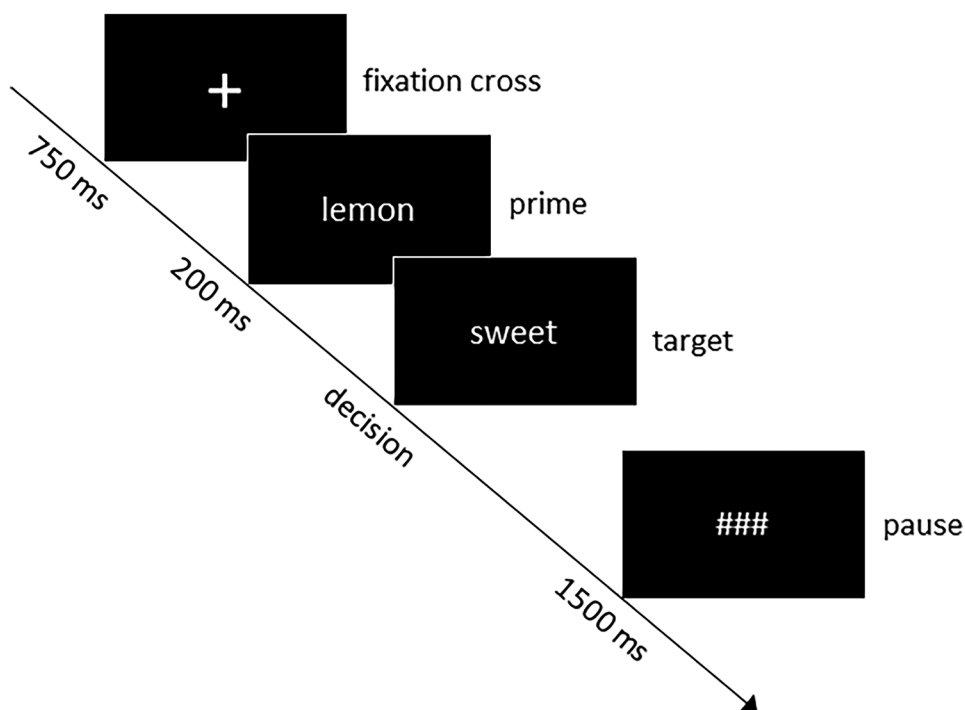 fixation cross
750 ms
lemon
prime
200 ms
sweet
target
decision
###
pause
1500 ms